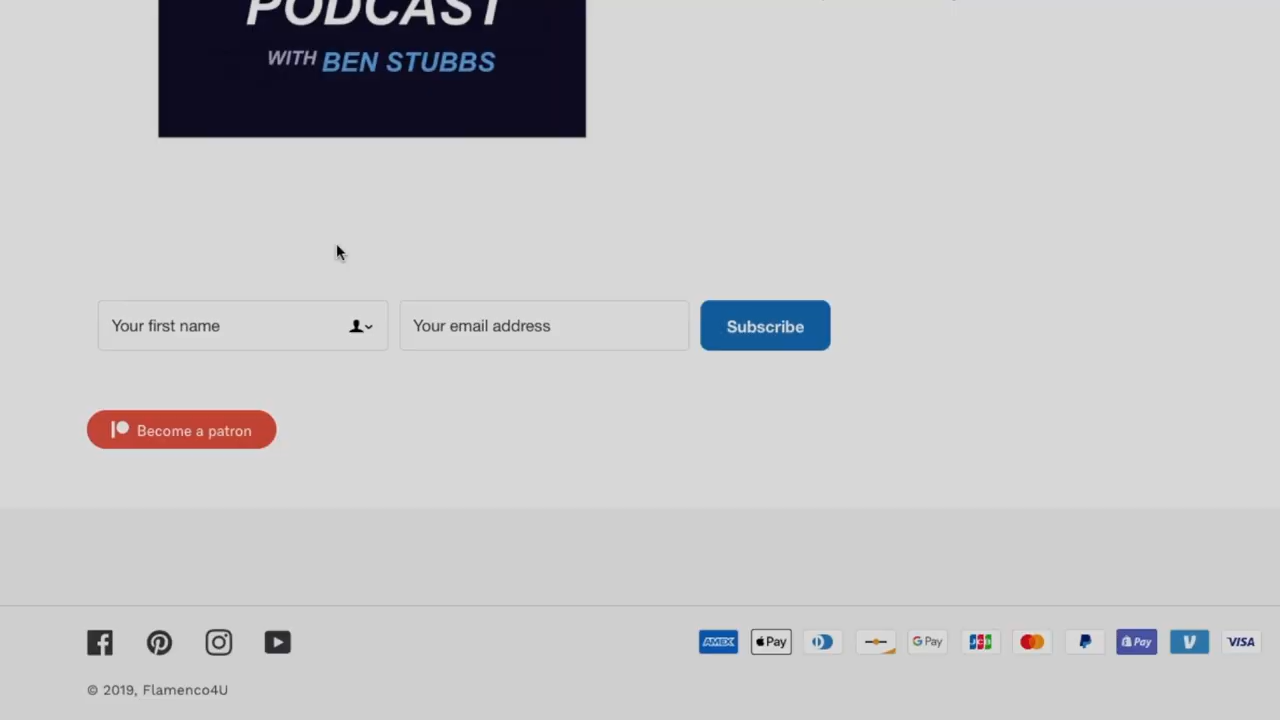 PODCAST
WITH BEN STUBBS
Your first name
Your email address
Subscribe
Become a patron
AMEX
Pay
G Pay
JCB
Pay
V
VISA
© 2019, Flamenco4U